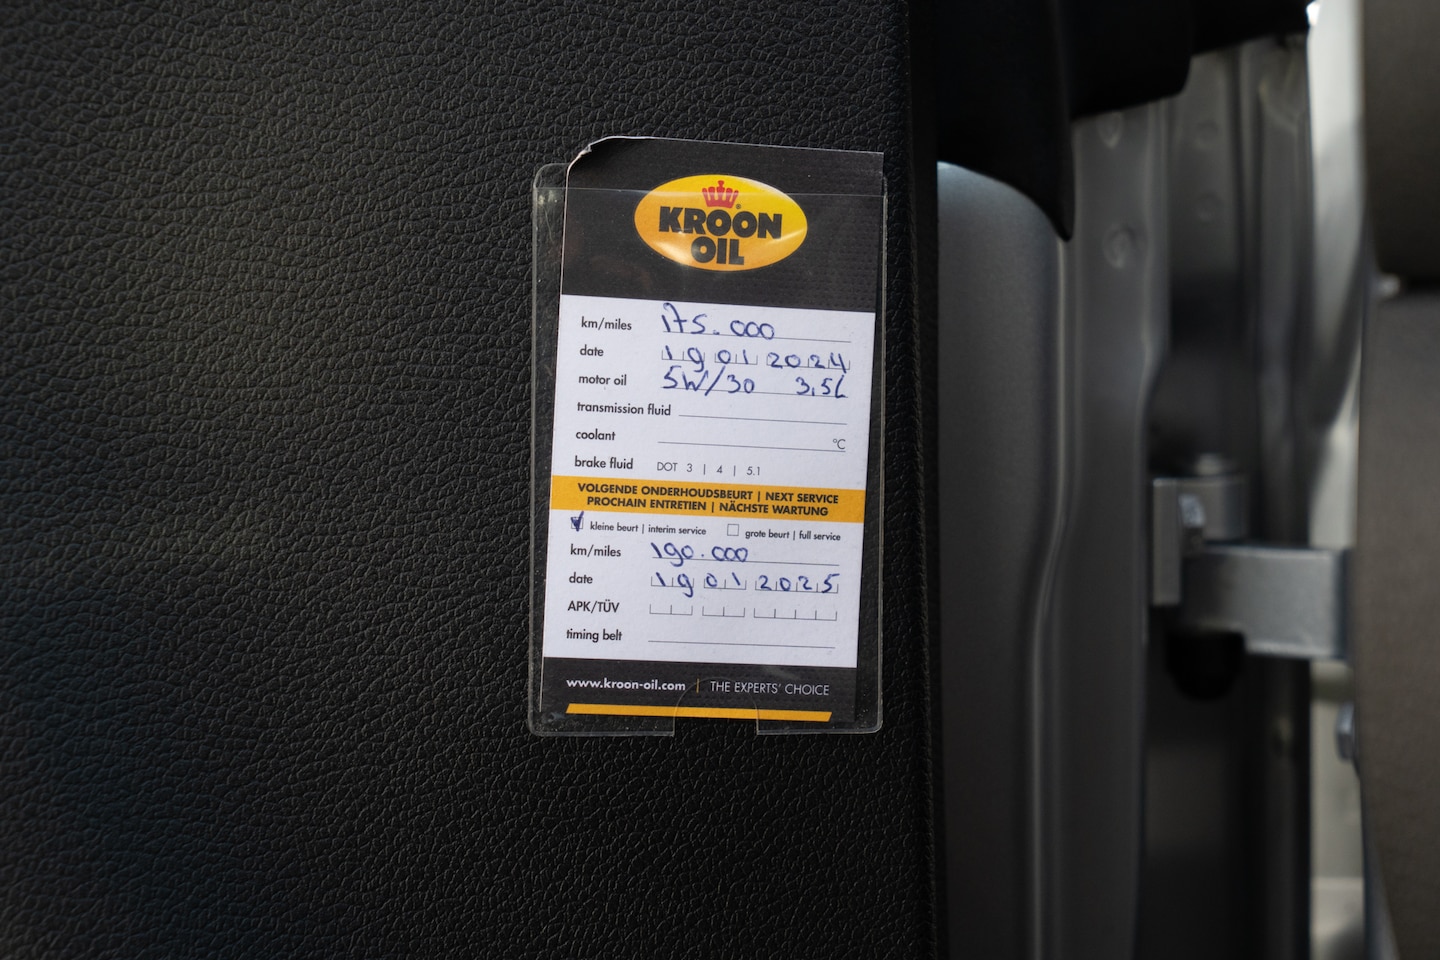 KROON
OIL
km/miles 175.000
date 19 01 2024
motor oil 5W/30 3,5L
transmission fluid
coolant °C
brake fluid DOT 3 | 4 | 5.1
VOLGENDE ONDERHOUDSBEURT | NEXT SERVICE
PROCHAIN ENTRETIEN | NÄCHSTE WARTUNG
kleine beurt | interim service grote beurt | full service
km/miles 190.000
date 19 01 2025
APK/TÜV
timing belt
www.kroon-oil.com | THE EXPERTS' CHOICE